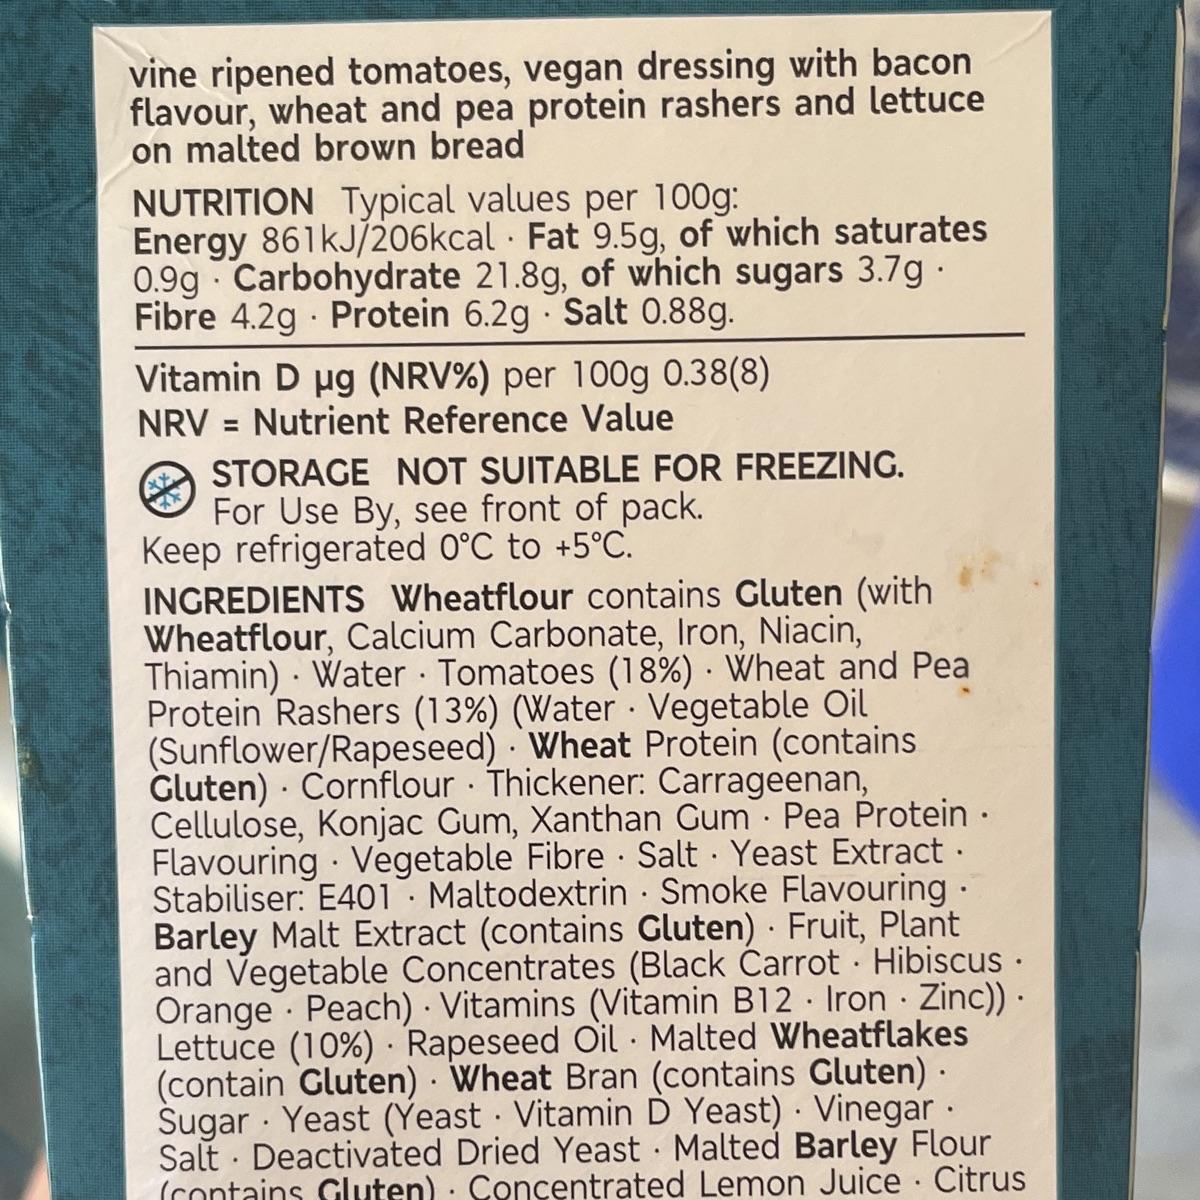 vine ripened tomatoes, vegan dressing with bacon
flavour, wheat and pea protein rashers and lettuce
on malted brown bread
NUTRITION Typical values per 100g:
Energy 861kJ/206kcal · Fat 9.5g, of which saturates
0.9g · Carbohydrate 21.8g, of which sugars 3.7g ·
Fibre 4.2g · Protein 6.2g · Salt 0.88g.
Vitamin D µg (NRV%) per 100g 0.38(8)
NRV = Nutrient Reference Value
STORAGE NOT SUITABLE FOR FREEZING.
For Use By, see front of pack.
Keep refrigerated 0°C to +5°C.
INGREDIENTS Wheatflour contains Gluten (with
Wheatflour, Calcium Carbonate, Iron, Niacin,
Thiamin) · Water · Tomatoes (18%) · Wheat and Pea
Protein Rashers (13%) (Water · Vegetable Oil
(Sunflower/Rapeseed) · Wheat Protein (contains
Gluten) · Cornflour · Thickener: Carrageenan,
Cellulose, Konjac Gum, Xanthan Gum · Pea Protein ·
Flavouring · Vegetable Fibre · Salt · Yeast Extract ·
Stabiliser: E401 · Maltodextrin · Smoke Flavouring ·
Barley Malt Extract (contains Gluten) · Fruit, Plant
and Vegetable Concentrates (Black Carrot · Hibiscus ·
Orange · Peach) · Vitamins (Vitamin B12 · Iron · Zinc)) ·
Lettuce (10%) · Rapeseed Oil · Malted Wheatflakes
(contain Gluten) · Wheat Bran (contains Gluten) ·
Sugar · Yeast (Yeast · Vitamin D Yeast) · Vinegar ·
Salt · Deactivated Dried Yeast · Malted Barley Flour
(contains Gluten) · Concentrated Lemon Juice · Citrus